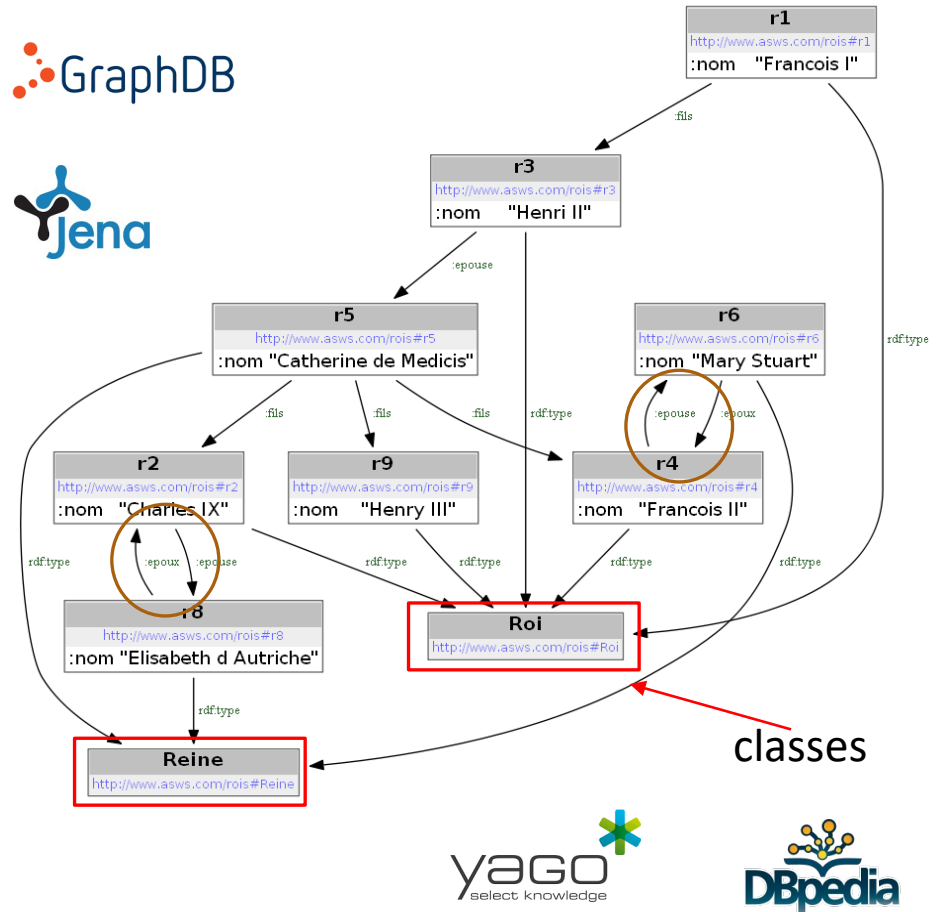 r1
http://www.asws.com/rois#r1
:nom "Francois I"
GraphDB
:fils
r3
http://www.asws.com/rois#r3
:nom "Henri II"
Jena
:epouse
r5
http://www.asws.com/rois#r5
:nom "Catherine de Medicis"
r6
http://www.asws.com/rois#r6
:nom "Mary Stuart"
rdf:type
:fils
:fils
:fils
rdf:type
:epouse
:epoux
r2
http://www.asws.com/rois#r2
:nom "Charles IX"
r9
http://www.asws.com/rois#r9
:nom "Henry III"
r4
http://www.asws.com/rois#r4
:nom "Francois II"
rdf:type
:epoux
:epouse
rdf:type
rdf:type
rdf:type
rdf:type
r8
http://www.asws.com/rois#r8
:nom "Elisabeth d Autriche"
Roi
http://www.asws.com/rois#Roi
rdf:type
Reine
http://www.asws.com/rois#Reine
classes
yago
select knowledge
DBpedia